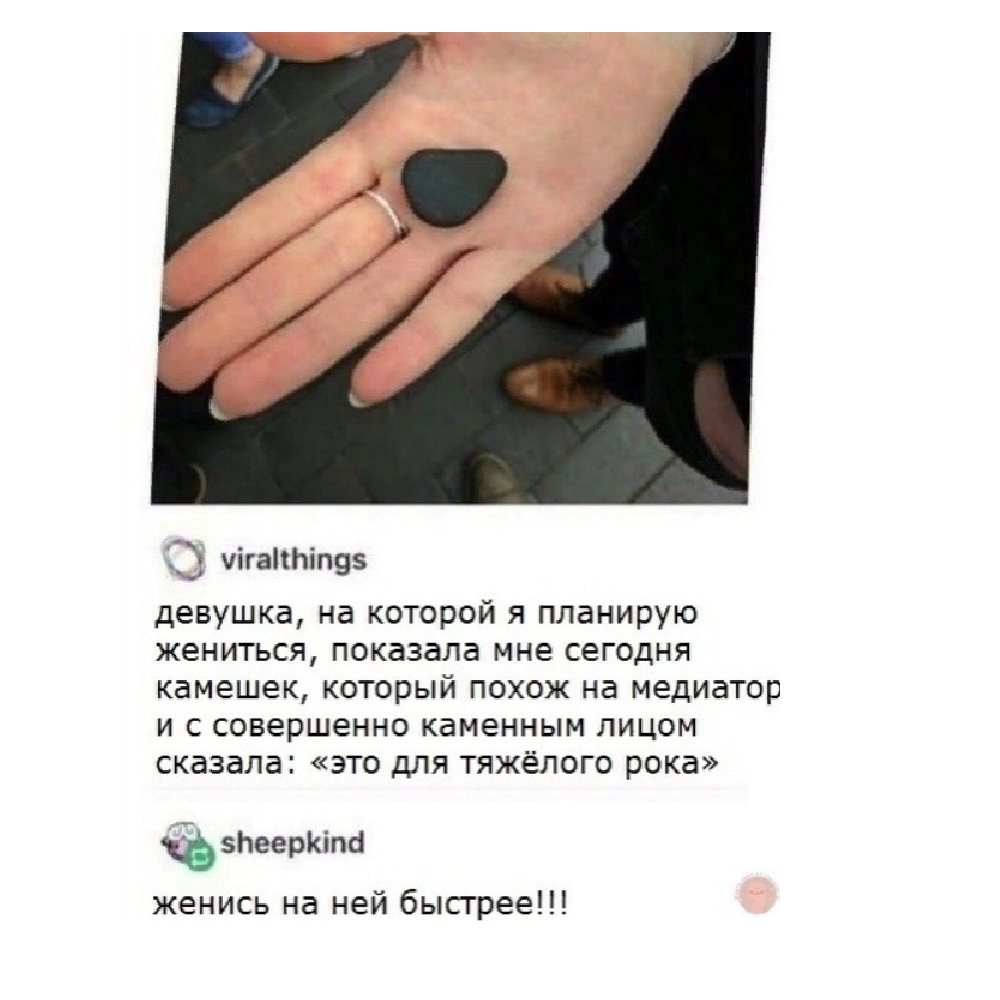 viralthings
девушка, на которой я планирую
жениться, показала мне сегодня
камешек, который похож на медиатор
и с совершенно каменным лицом
сказала: «это для тяжёлого рока»
sheepkind
женись на ней быстрее!!!